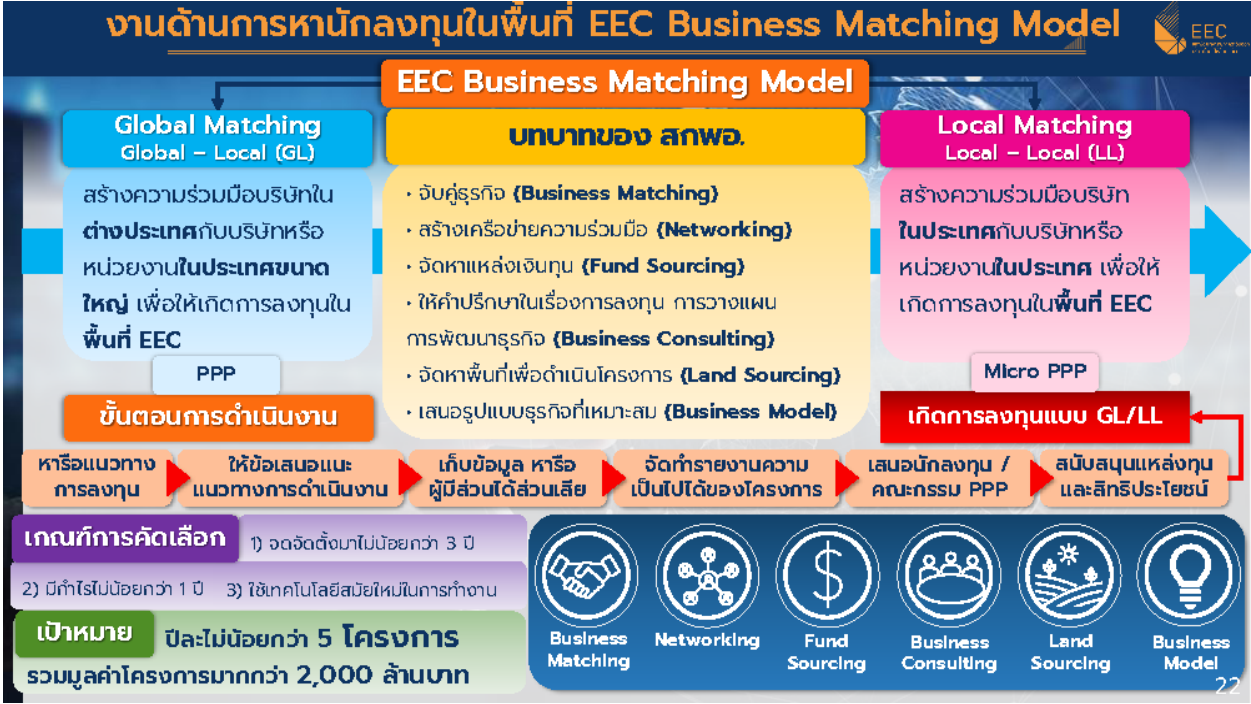 งานด้านการหานักลงทุนในพื้นที่ EEC Business Matching Model
EEC
EEC Business Matching Model
Global Matching
Global – Local (GL)
สร้างความร่วมมือบริษัทใน
ต่างประเทศกับบริษัทหรือ
หน่วยงานในประเทศขนาด
ใหญ่ เพื่อให้เกิดการลงทุนใน
พื้นที่ EEC
PPP
บทบาทของ สกพอ.
• จับคู่ธุรกิจ (Business Matching)
• สร้างเครือข่ายความร่วมมือ (Networking)
• จัดหาแหล่งเงินทุน (Fund Sourcing)
• ให้คำปรึกษาในเรื่องการลงทุน การวางแผน
การพัฒนาธุรกิจ (Business Consulting)
• จัดหาพื้นที่เพื่อดำเนินโครงการ (Land Sourcing)
• เสนอรูปแบบธุรกิจที่เหมาะสม (Business Model)
Local Matching
Local – Local (LL)
สร้างความร่วมมือบริษัท
ในประเทศกับบริษัทหรือ
หน่วยงานในประเทศ เพื่อให้
เกิดการลงทุนในพื้นที่ EEC
Micro PPP
ขั้นตอนการดำเนินงาน
เกิดการลงทุนแบบ GL/LL
หารือแนวทาง
การลงทุน
ให้ข้อเสนอแนะ
แนวทางการดำเนินงาน
เก็บข้อมูล หารือ
ผู้มีส่วนได้ส่วนเสีย
จัดทำรายงานความ
เป็นไปได้ของโครงการ
เสนอนักลงทุน /
คณะกรรม PPP
สนับสนุนแหล่งทุน
และสิทธิประโยชน์
เกณฑ์การคัดเลือก 1) จดจัดตั้งมาไม่น้อยกว่า 3 ปี
2) มีกำไรไม่น้อยกว่า 1 ปี 3) ใช้เทคโนโลยีสมัยใหม่ในการทำงาน
เป้าหมาย ปีละไม่น้อยกว่า 5 โครงการ
รวมมูลค่าโครงการมากกว่า 2,000 ล้านบาท
Business
Matching
Networking
Fund
Sourcing
Business
Consulting
Land
Sourcing
Business
Model
22